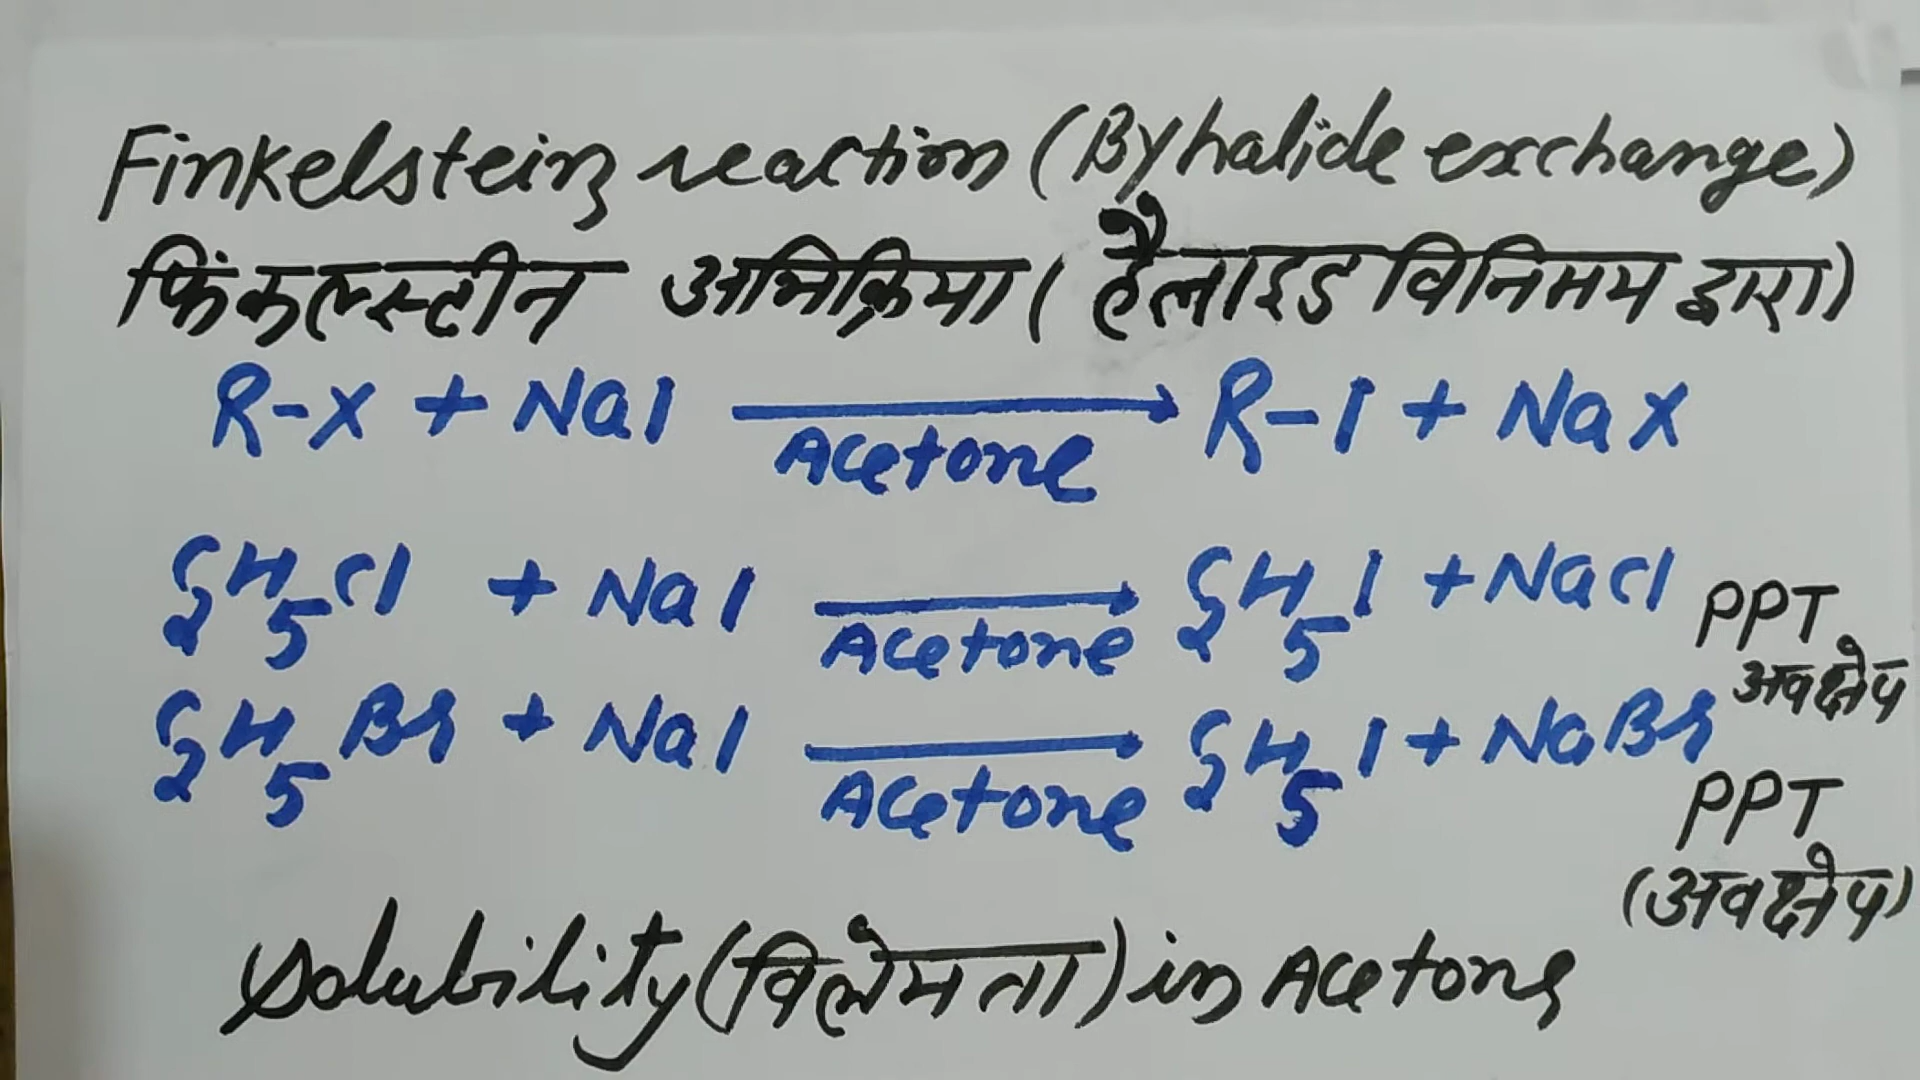 Finkelstein reaction (By halide exchange)
फिंकल्स्टीन अभिक्रिया ( हैलाइड विनिमय द्वारा)
R-X + NaI → R-I + NaX
Acetone
C2H5Cl + NaI → C2H5I + NaCl PPT
Acetone अवक्षेप
C2H5Br + NaI → C2H5I + NaBr
Acetone PPT
(अवक्षेप)
Solubility (विलेयता) in Acetone